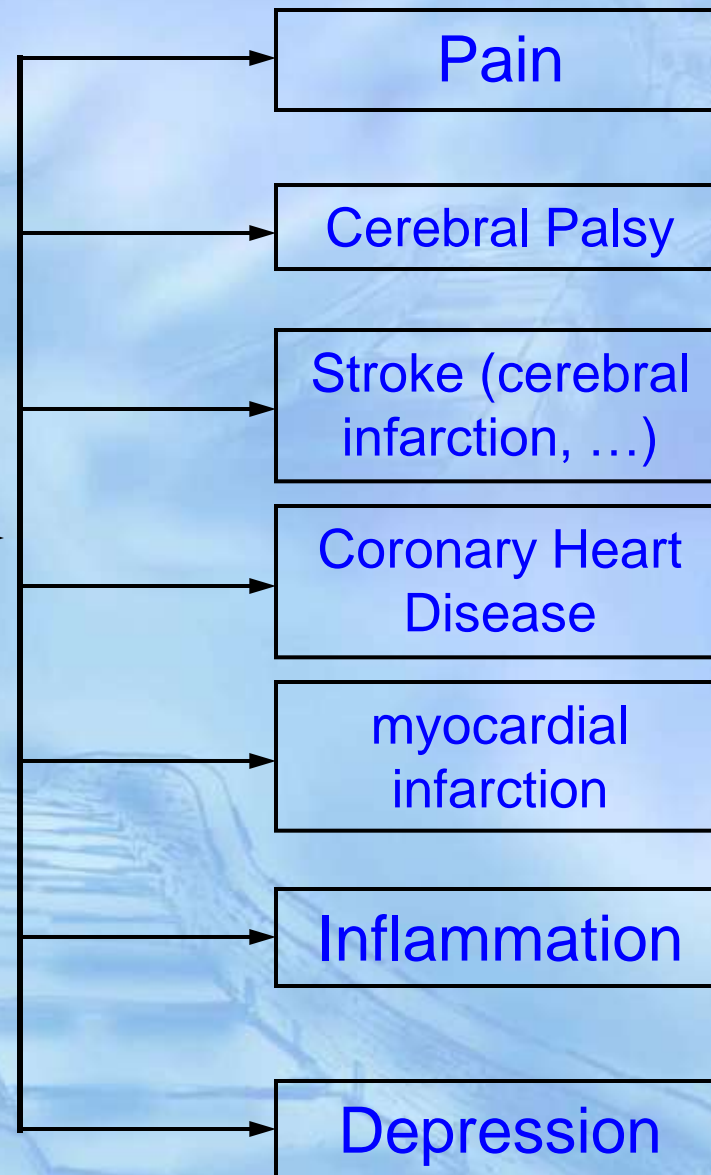 Pain
Cerebral Palsy
Stroke (cerebral
infarction, …)
Coronary Heart
Disease
myocardial
infarction
Inflammation
Depression